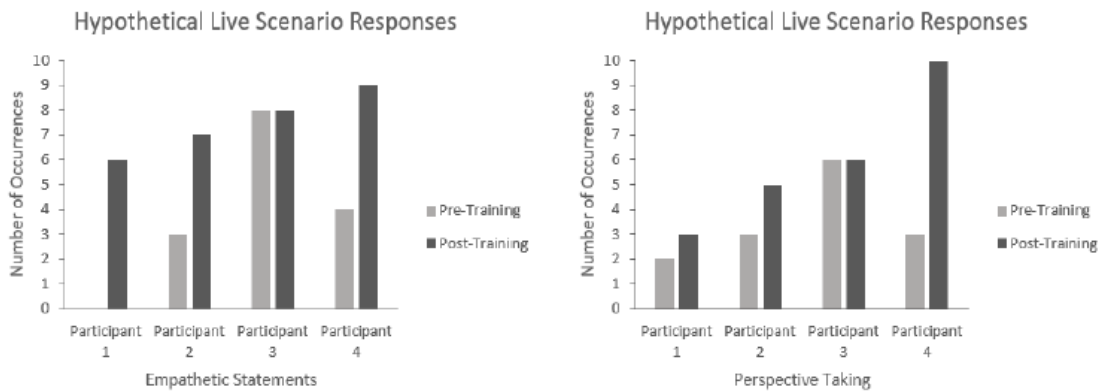 Hypothetical Live Scenario Responses
10
9
8
7
6
5
4
3
2
1
0
Number of Occurrences
Participant 1
Participant 2
Participant 3
Participant 4
Empathetic Statements
Pre-Training
Post-Training
Hypothetical Live Scenario Responses
10
9
8
7
6
5
4
3
2
1
0
Number of Occurrences
Participant 1
Participant 2
Participant 3
Participant 4
Perspective Taking
Pre-Training
Post-Training